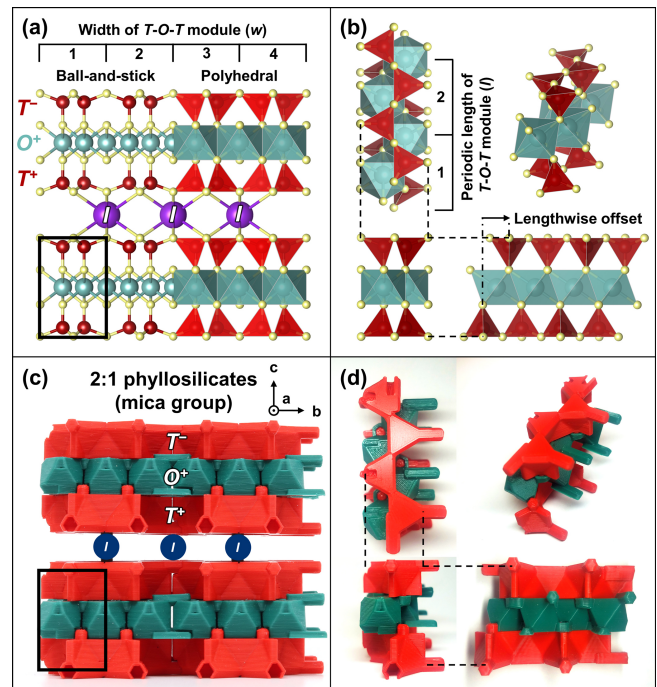 (a)
Width of T-O-T module (w)
1 2 3 4
Ball-and-stick Polyhedral
T⁻
O⁺
T⁺
I I I
(b)
Periodic length of
T-O-T module (l)
2
1
Lengthwise offset
(c)
2:1 phyllosilicates
(mica group)
c
a
b
T⁻
O⁺
T⁺
I I I
(d)